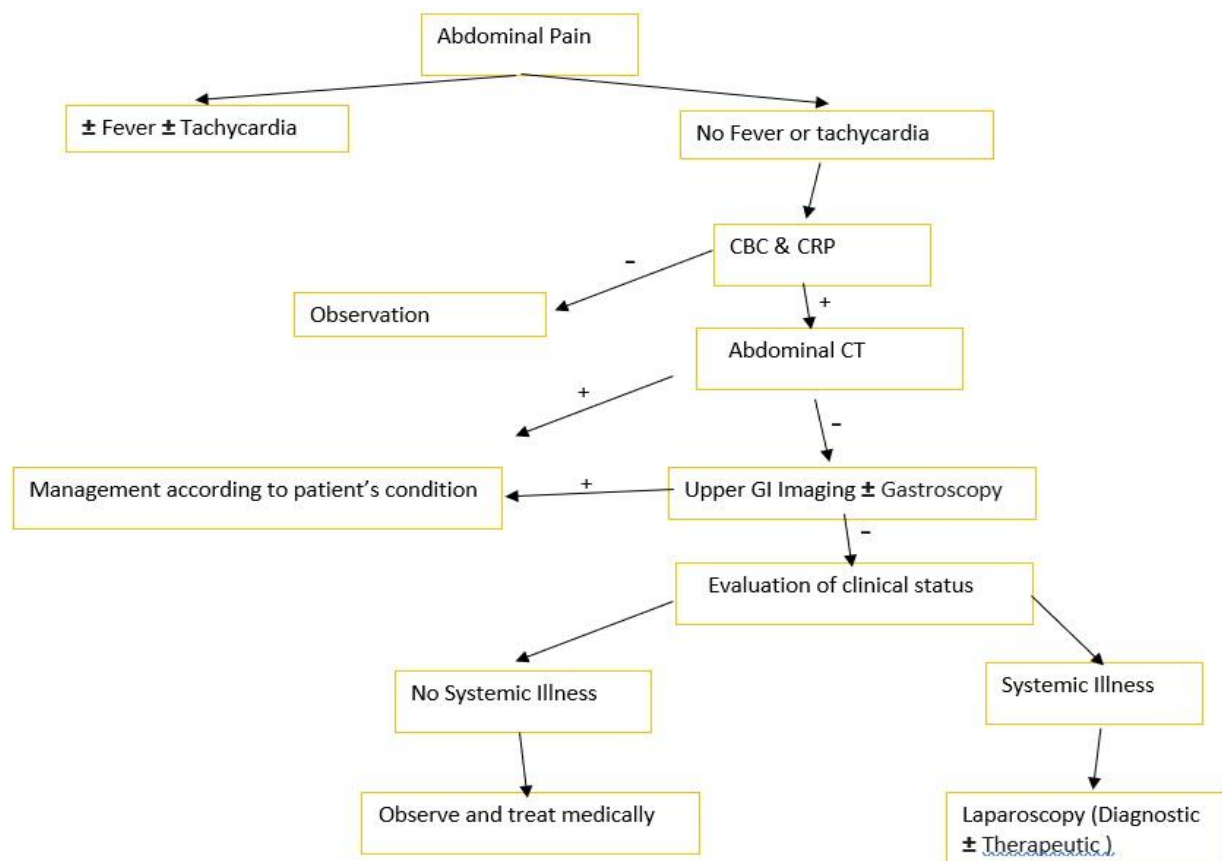 Abdominal Pain
± Fever ± Tachycardia
No Fever or tachycardia
CBC & CRP
−
Observation
+
Abdominal CT
+
−
Management according to patient’s condition
+
Upper GI Imaging ± Gastroscopy
−
Evaluation of clinical status
No Systemic Illness
Systemic Illness
Observe and treat medically
Laparoscopy (Diagnostic
± Therapeutic )